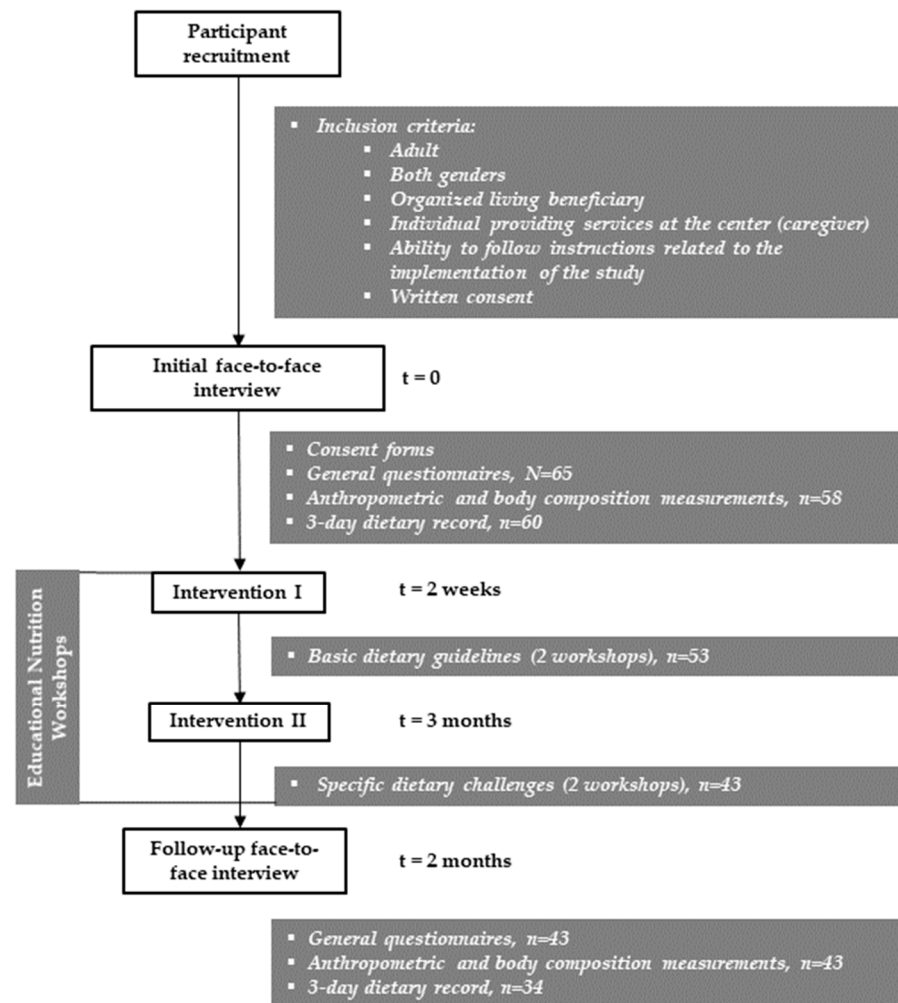 Participant
recruitment
▪ Inclusion criteria:
▪ Adult
▪ Both genders
▪ Organized living beneficiary
▪ Individual providing services at the center (caregiver)
▪ Ability to follow instructions related to the
implementation of the study
▪ Written consent
Initial face-to-face
interview
t = 0
▪ Consent forms
▪ General questionnaires, N=65
▪ Anthropometric and body composition measurements, n=58
▪ 3-day dietary record, n=60
Educational Nutrition
Workshops
Intervention I
t = 2 weeks
▪ Basic dietary guidelines (2 workshops), n=53
Intervention II
t = 3 months
▪ Specific dietary challenges (2 workshops), n=43
Follow-up face-to-
face interview
t = 2 months
▪ General questionnaires, n=43
▪ Anthropometric and body composition measurements, n=43
▪ 3-day dietary record, n=34